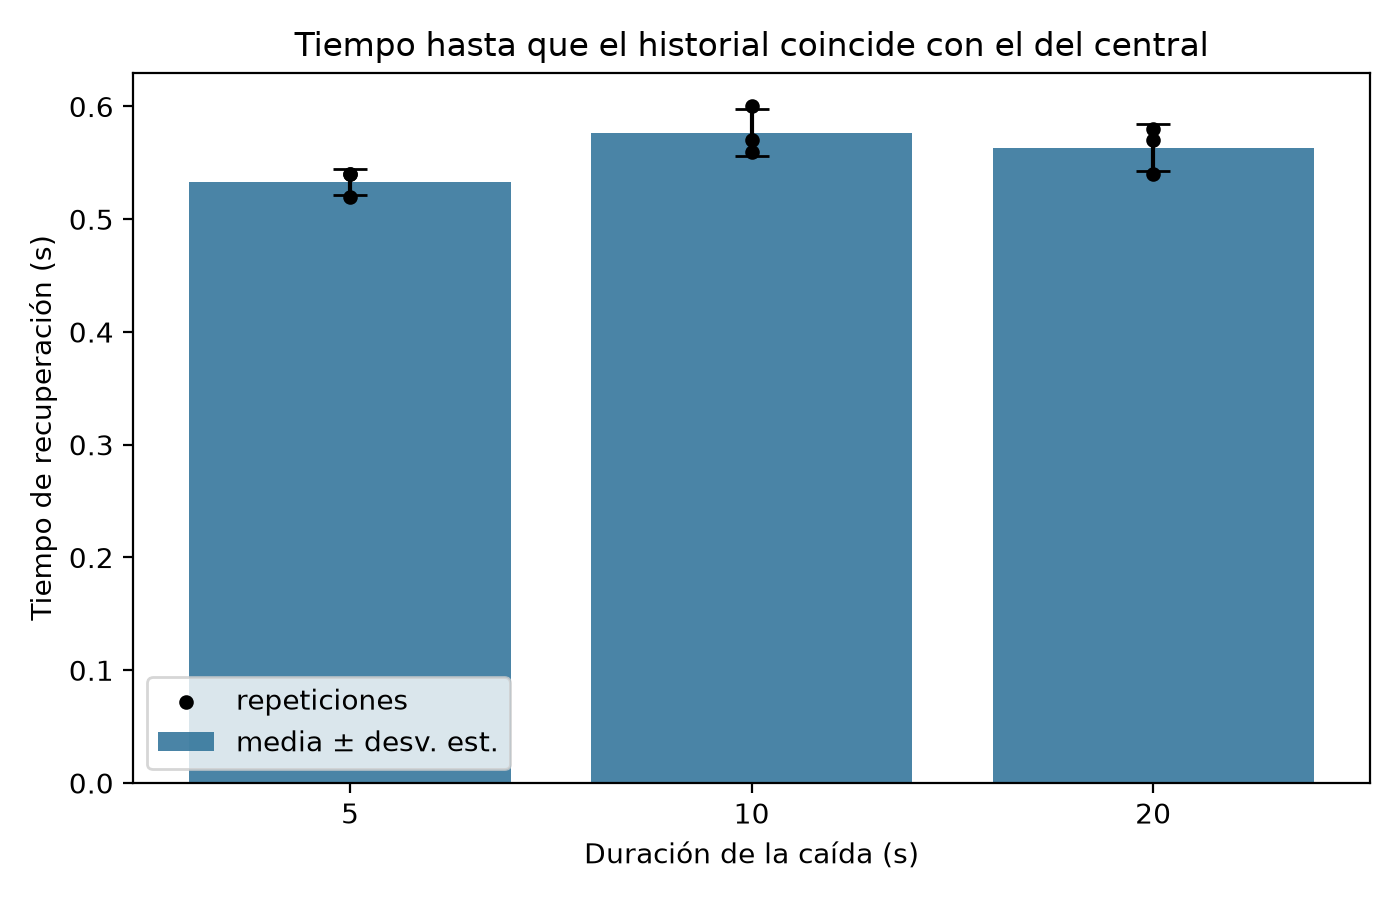 Tiempo hasta que el historial coincide con el del central
Tiempo de recuperación (s)
0.6
0.5
0.4
0.3
0.2
0.1
0.0
repeticiones
media ± desv. est.
5
10
20
Duración de la caída (s)